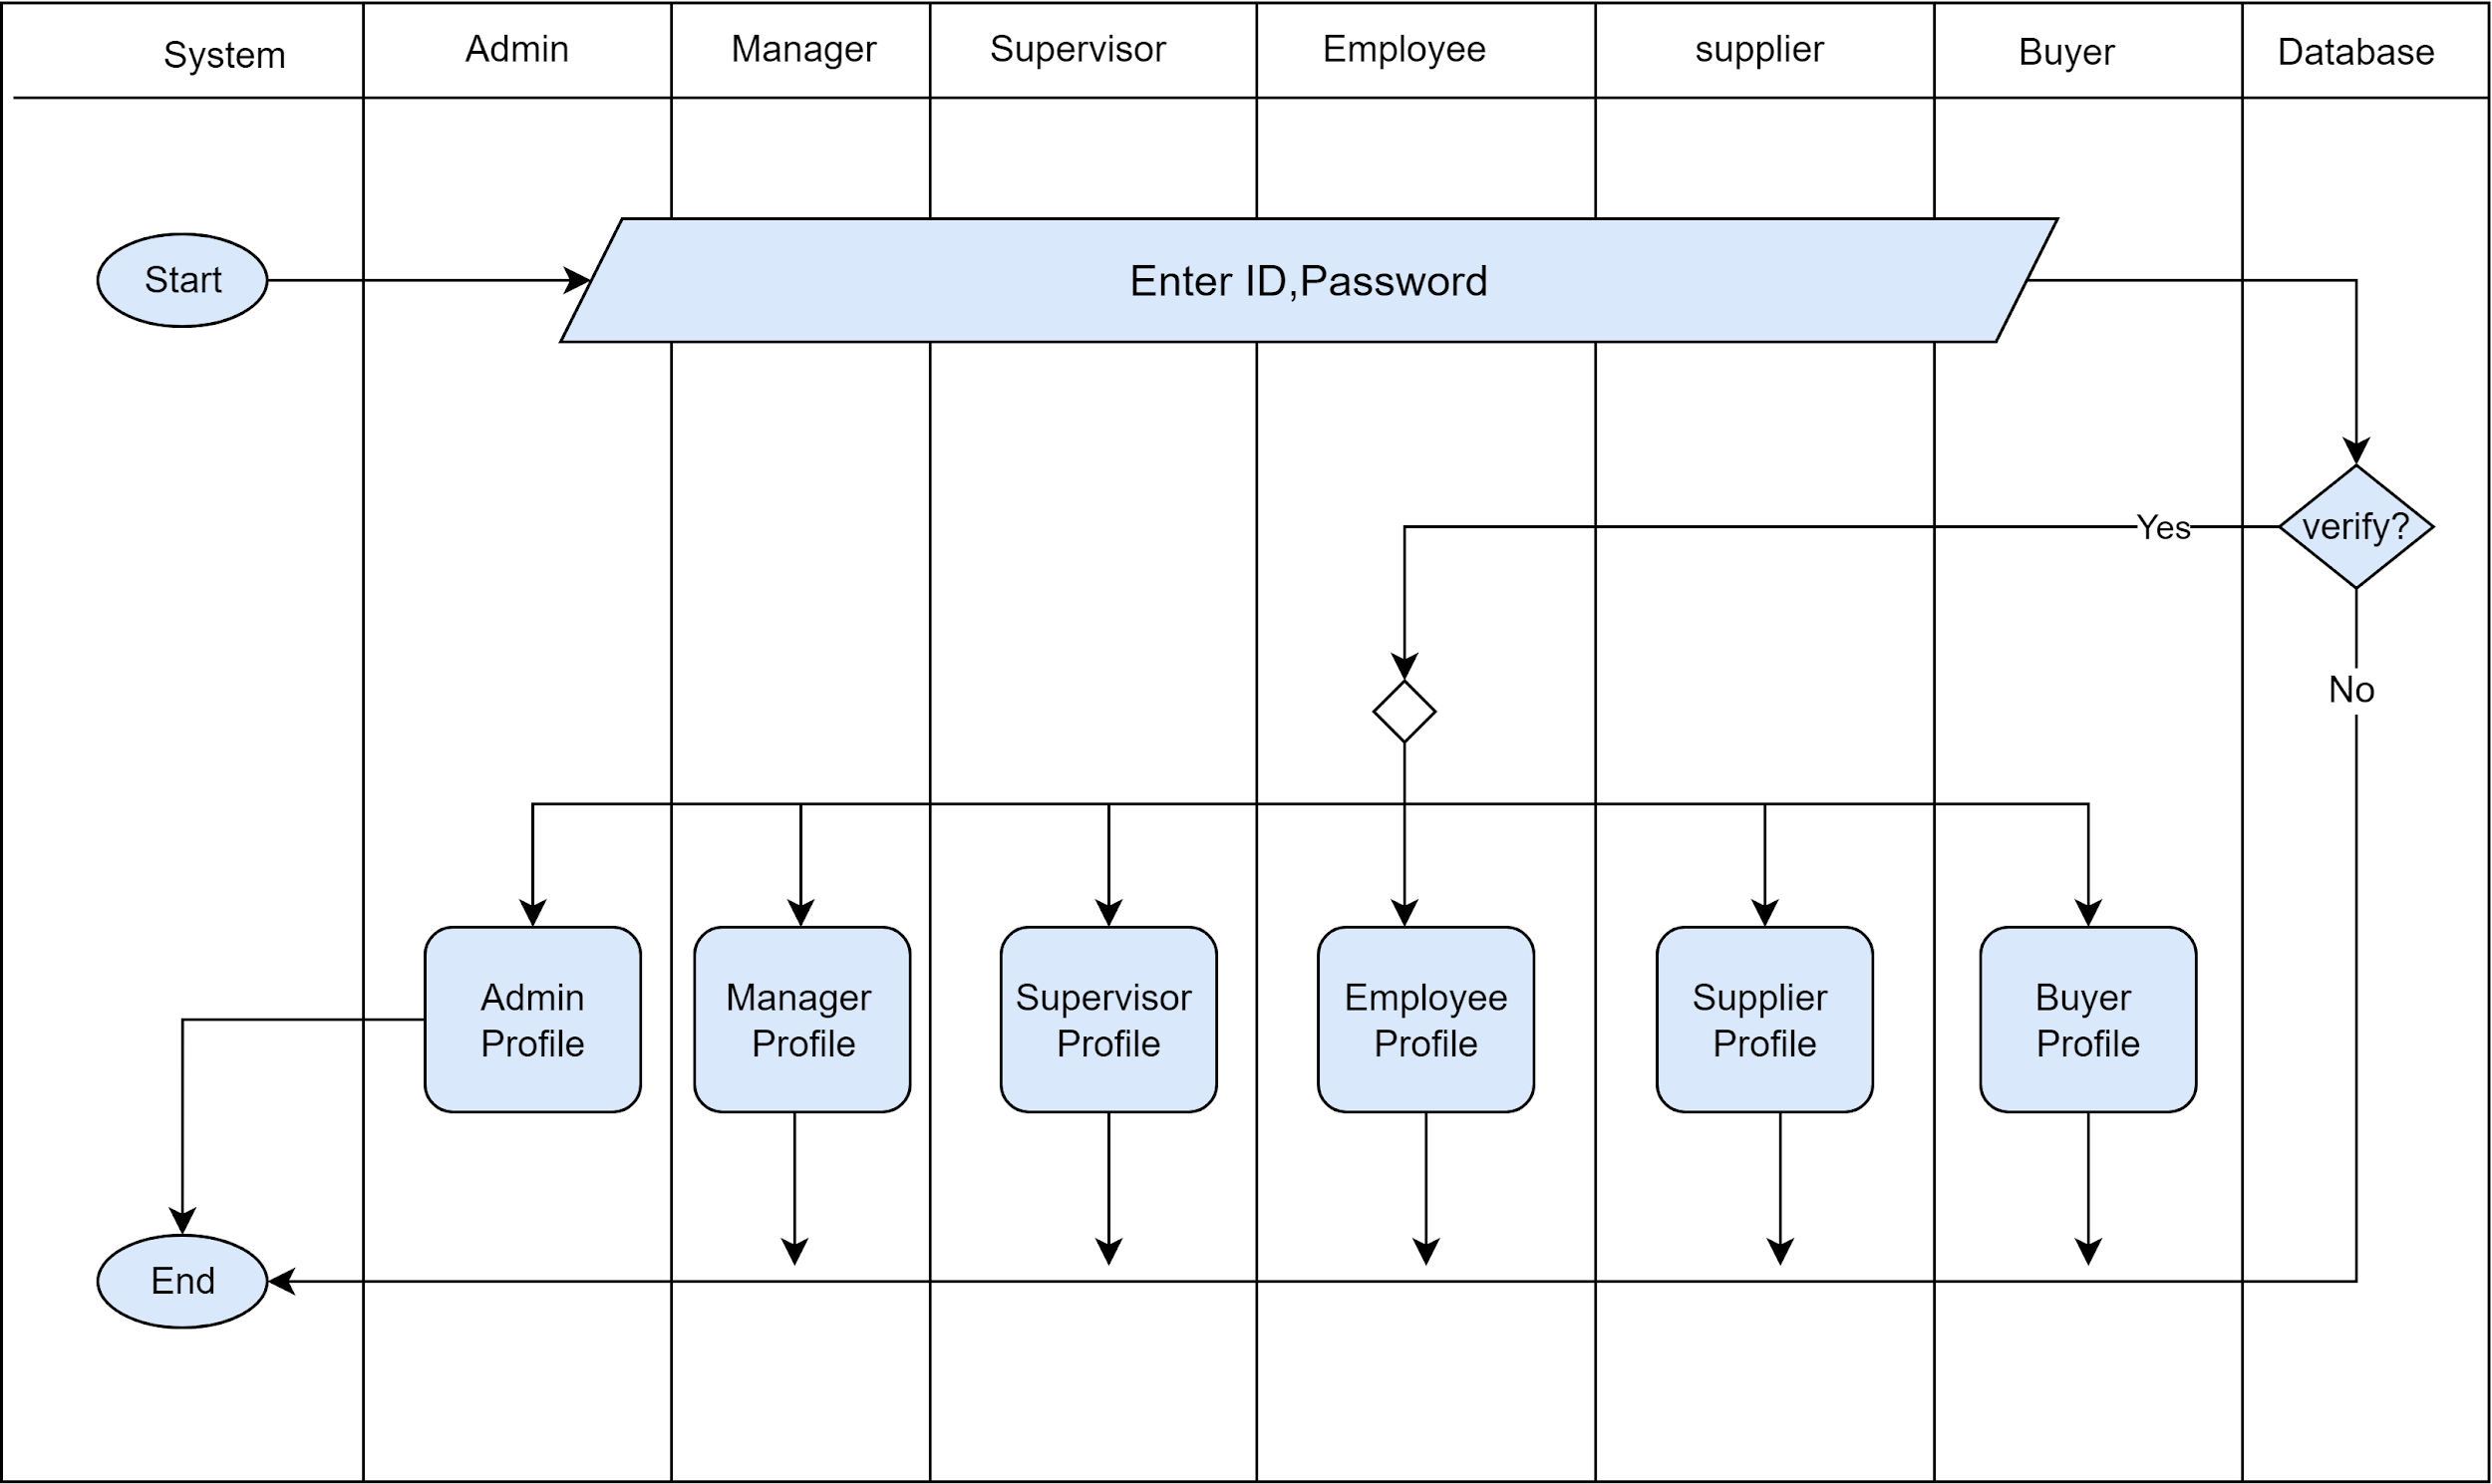 System
Admin
Manager
Supervisor
Employee
supplier
Buyer
Database
Start
Enter ID,Password
verify?
Yes
No
Admin
Profile
Manager
Profile
Supervisor
Profile
Employee
Profile
Supplier
Profile
Buyer
Profile
End